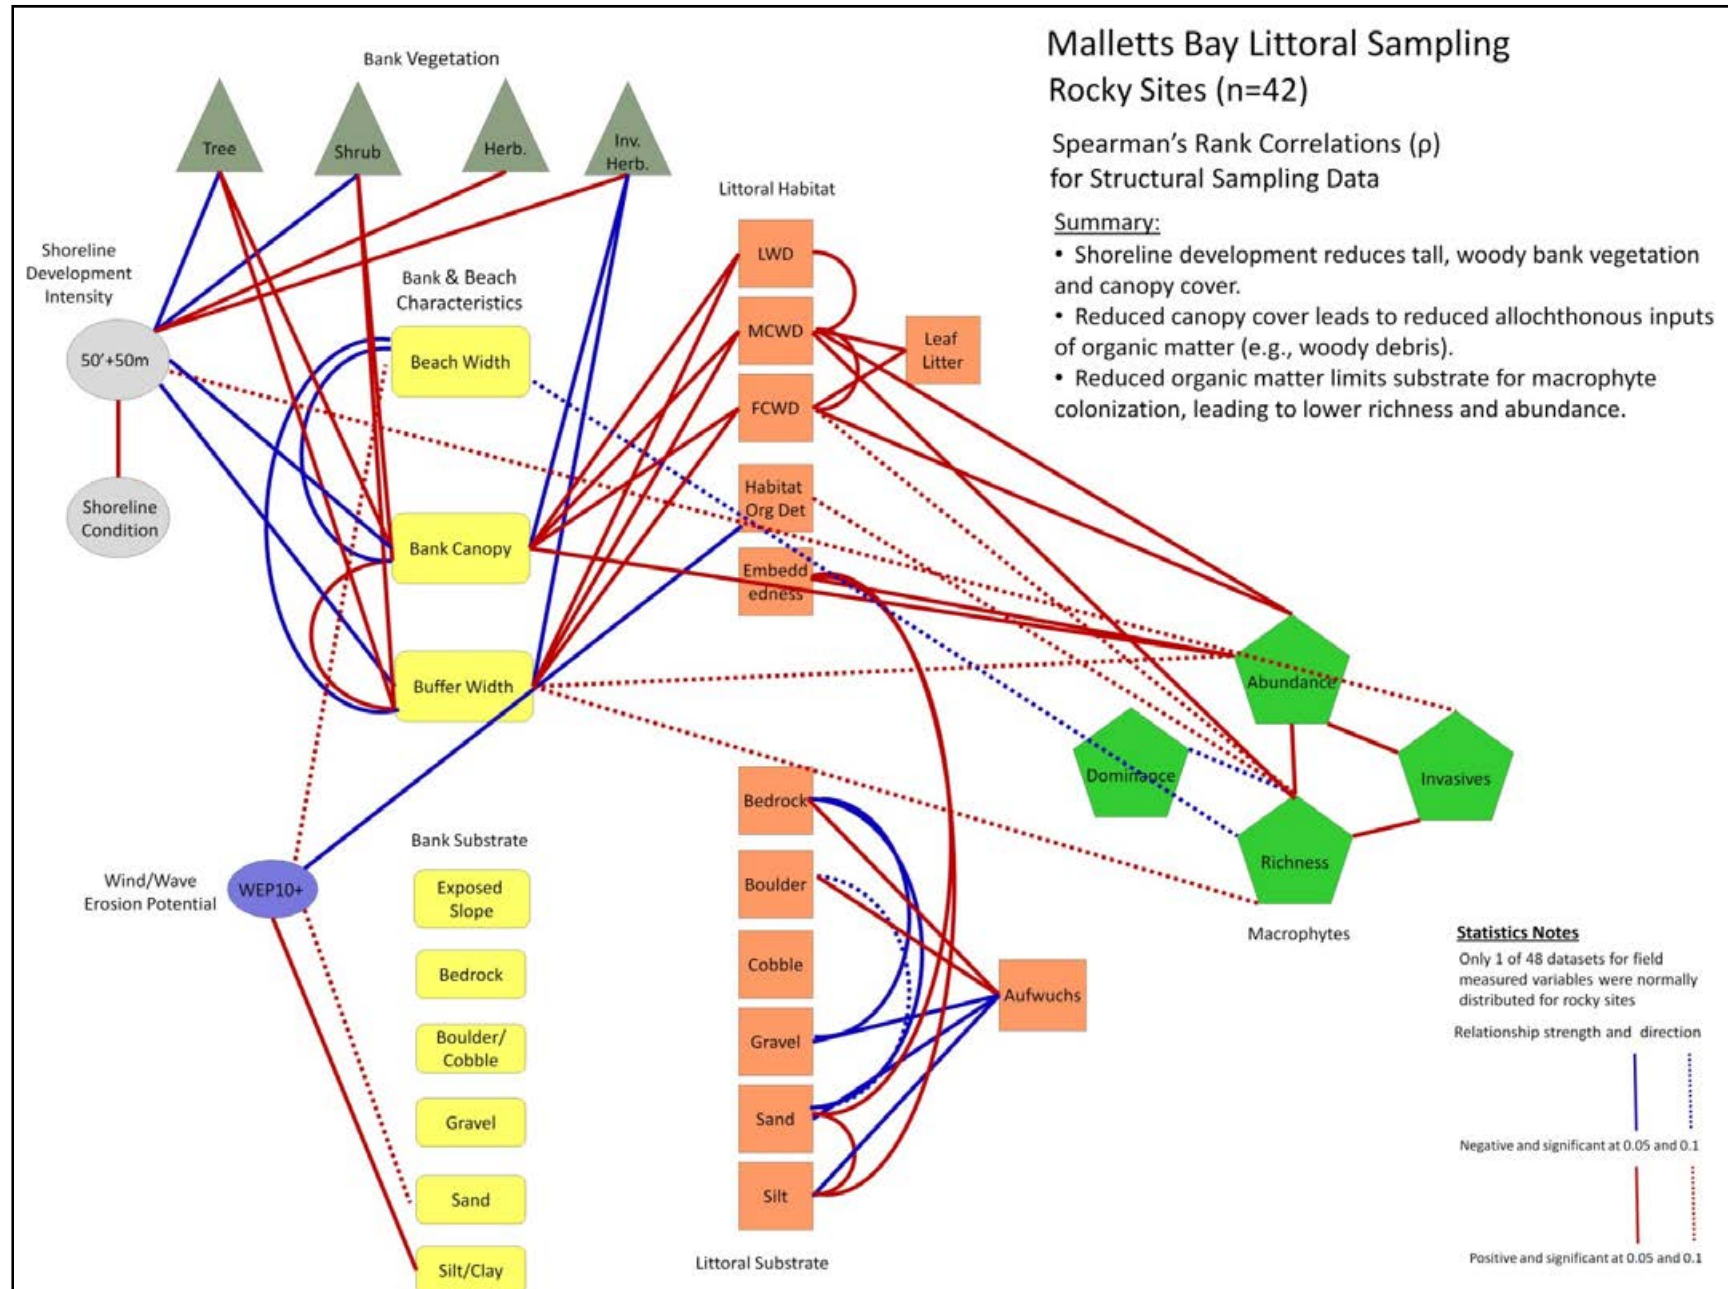 Malletts Bay Littoral Sampling
Rocky Sites (n=42)
Spearman's Rank Correlations (ρ)
for Structural Sampling Data
Summary:
• Shoreline development reduces tall, woody bank vegetation
and canopy cover.
• Reduced canopy cover leads to reduced allochthonous inputs
of organic matter (e.g., woody debris).
• Reduced organic matter limits substrate for macrophyte
colonization, leading to lower richness and abundance.
Bank Vegetation
Tree
Shrub
Herb.
Inv.
Herb.
Shoreline
Development
Intensity
50'+50m
Shoreline
Condition
Bank & Beach
Characteristics
Beach Width
Bank Canopy
Buffer Width
Wind/Wave
Erosion Potential
WEP10+
Bank Substrate
Exposed
Slope
Bedrock
Boulder/
Cobble
Gravel
Sand
Silt/Clay
Littoral Habitat
LWD
MCWD
FCWD
Leaf
Litter
Habitat
Org Det
Embedd
edness
Bedrock
Boulder
Cobble
Gravel
Sand
Silt
Littoral Substrate
Aufwuchs
Abundance
Dominance
Invasives
Richness
Macrophytes
Statistics Notes
Only 1 of 48 datasets for field
measured variables were normally
distributed for rocky sites
Relationship strength and direction
Negative and significant at 0.05 and 0.1
Positive and significant at 0.05 and 0.1